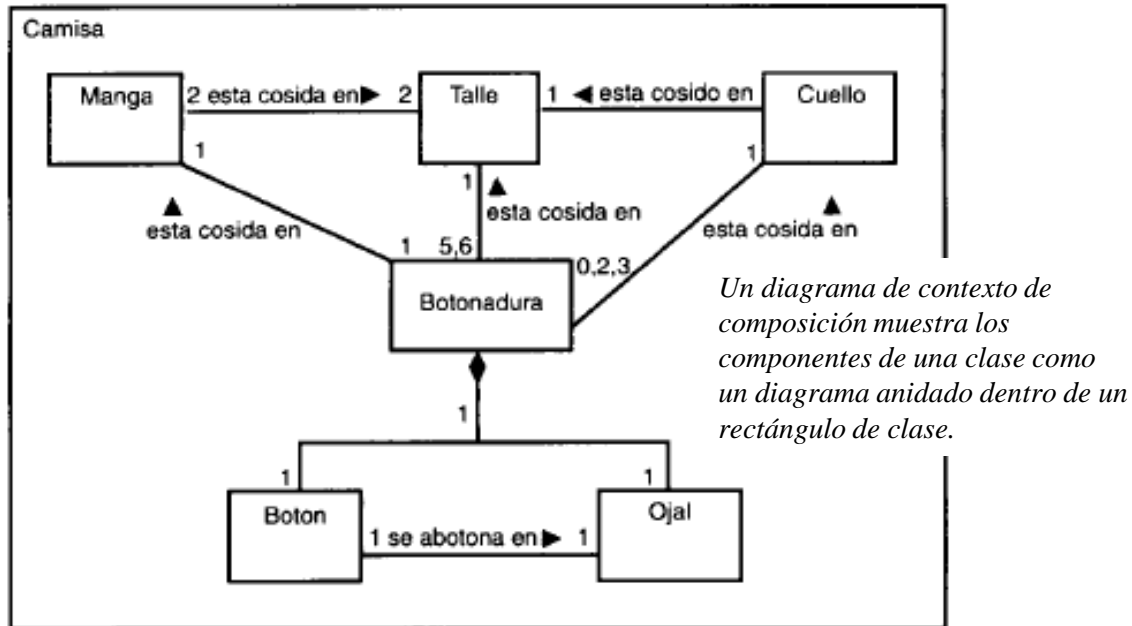 Camisa
Manga
2 esta cosida en▶ 2
Talle
1 ◀ esta cosido en
Cuello
1
1
1
▲
esta cosida en
▲
esta cosida en
▲
esta cosida en
1
5,6
0,2,3
Botonadura
Un diagrama de contexto de
composición muestra los
componentes de una clase como
un diagrama anidado dentro de un
rectángulo de clase.
1
1
1
Boton
1 se abotona en▶ 1
Ojal